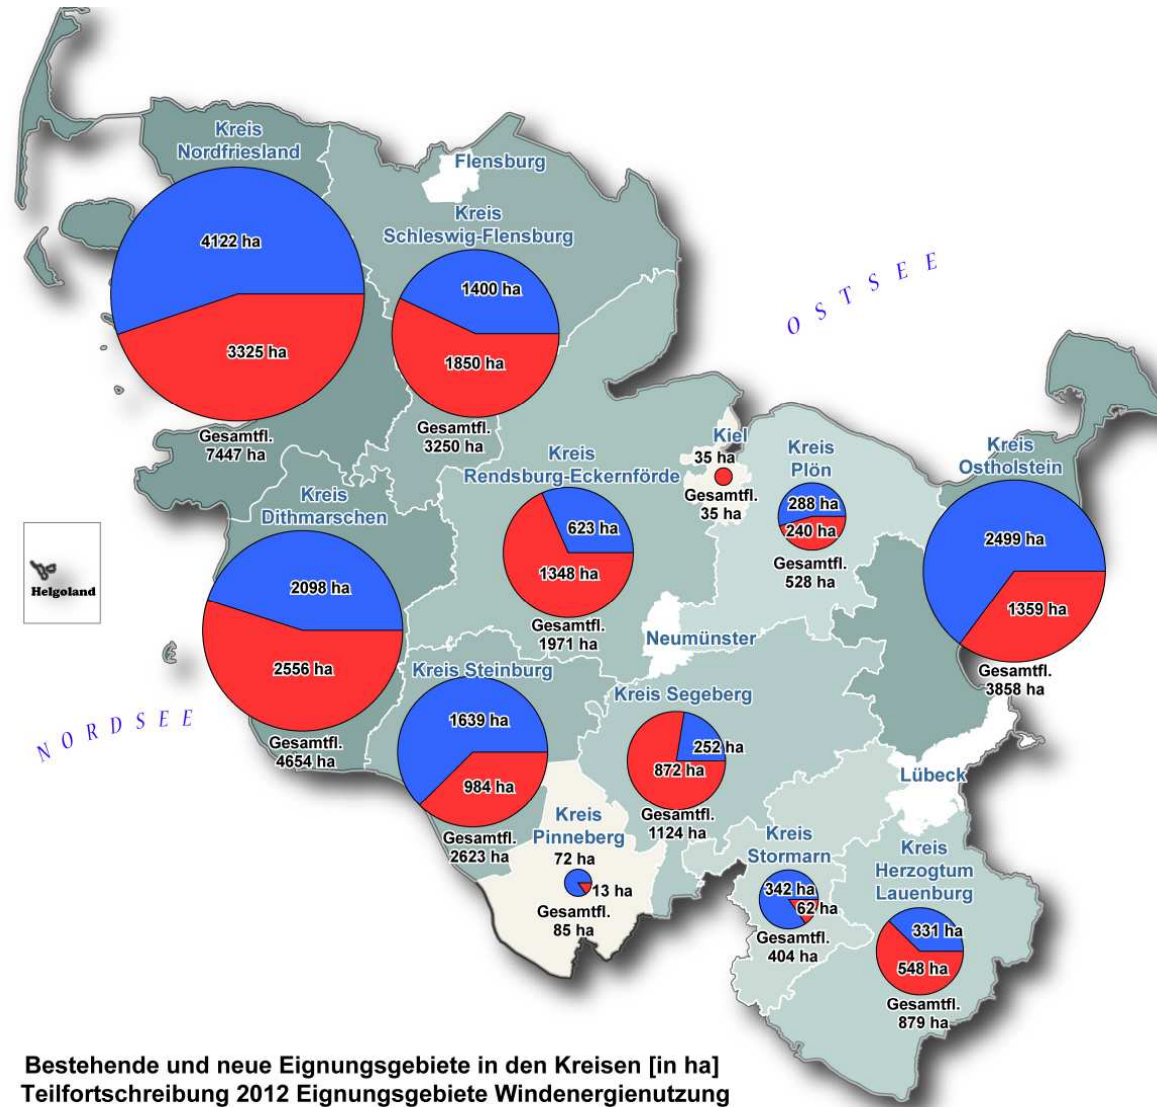 Kreis
Nordfriesland
4122 ha
3325 ha
Gesamtfl.
7447 ha
Flensburg
Kreis
Schleswig-Flensburg
1400 ha
1850 ha
Gesamtfl.
3250 ha
OSTSEE
Kiel
35 ha
Gesamtfl.
35 ha
Kreis
Rendsburg-Eckernförde
623 ha
1348 ha
Gesamtfl.
1971 ha
Kreis
Plön
288 ha
240 ha
Gesamtfl.
528 ha
Kreis
Ostholstein
2499 ha
1359 ha
Gesamtfl.
3858 ha
Kreis
Dithmarschen
2098 ha
2556 ha
Gesamtfl.
4654 ha
Helgoland
NORDSEE
Neumünster
Kreis Steinburg
1639 ha
984 ha
Gesamtfl.
2623 ha
Kreis Segeberg
252 ha
872 ha
Gesamtfl.
1124 ha
Lübeck
Kreis
Pinneberg
72 ha
13 ha
Gesamtfl.
85 ha
Kreis
Stormarn
342 ha
62 ha
Gesamtfl.
404 ha
Kreis
Herzogtum
Lauenburg
331 ha
548 ha
Gesamtfl.
879 ha
Bestehende und neue Eignungsgebiete in den Kreisen [in ha]
Teilfortschreibung 2012 Eignungsgebiete Windenergienutzung